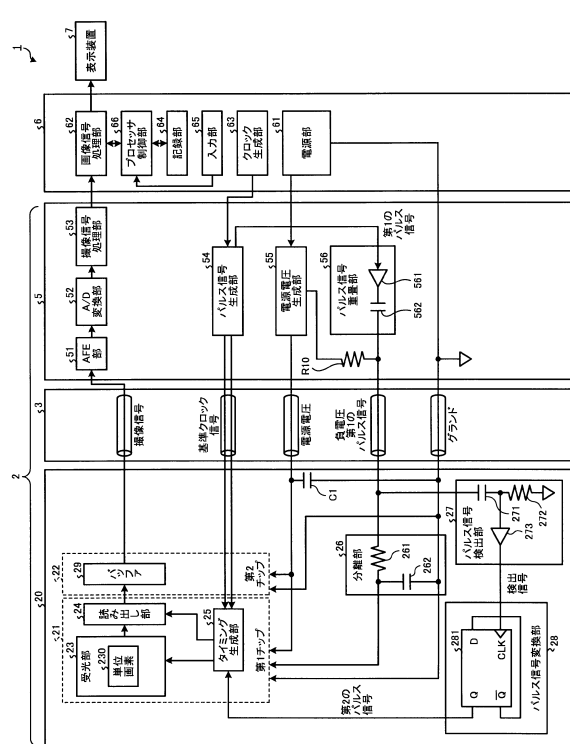 1
7
表示装置
6
62
画像信号
処理部
66
プロセッサ
制御部
64
記録部
65
入力部
63
クロック
生成部
61
電源部
2
5
51
AFE
部
52
A/D
変換部
53
撮像信号
処理部
54
パルス信号
生成部
55
電源電圧
生成部
第1の
パルス
信号
56
パルス信号
重畳部
561
562
R10
3
撮像信号
基準クロック
信号
電源電圧
負電圧
第1の
パルス信号
グランド
20
22
29
バッファ
第2
チップ
21
24
読み出し部
23
受光部
230
単位
画素
25
タイミング
生成部
第1チップ
C1
26
分離部
261
262
27
パルス信号
検出部
271
272
273
検出信号
第2の
パルス信号
28
パルス信号変換部
281
D
Q
CLK
Q